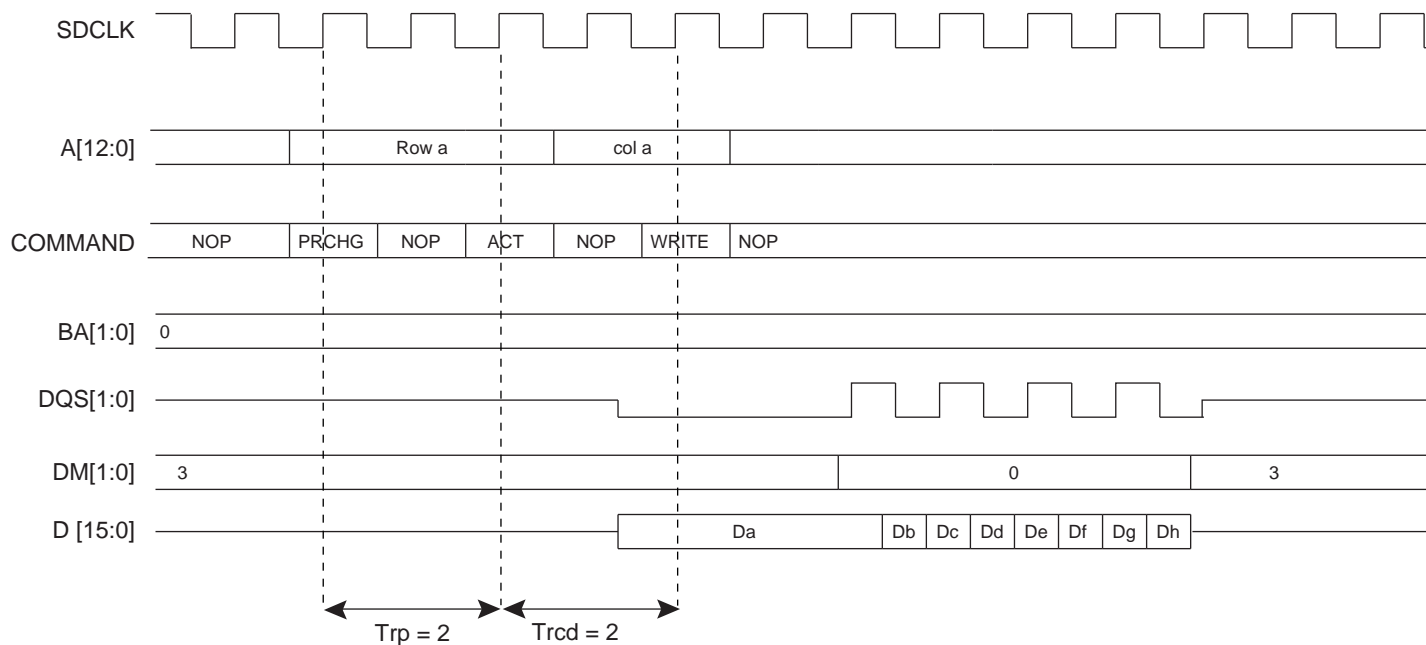 SDCLK
A[12:0] Row a col a
COMMAND NOP PRCHG NOP ACT NOP WRITE NOP
BA[1:0] 0
DQS[1:0]
DM[1:0] 3 0 3
D [15:0] Da Db Dc Dd De Df Dg Dh
Trp = 2 Trcd = 2